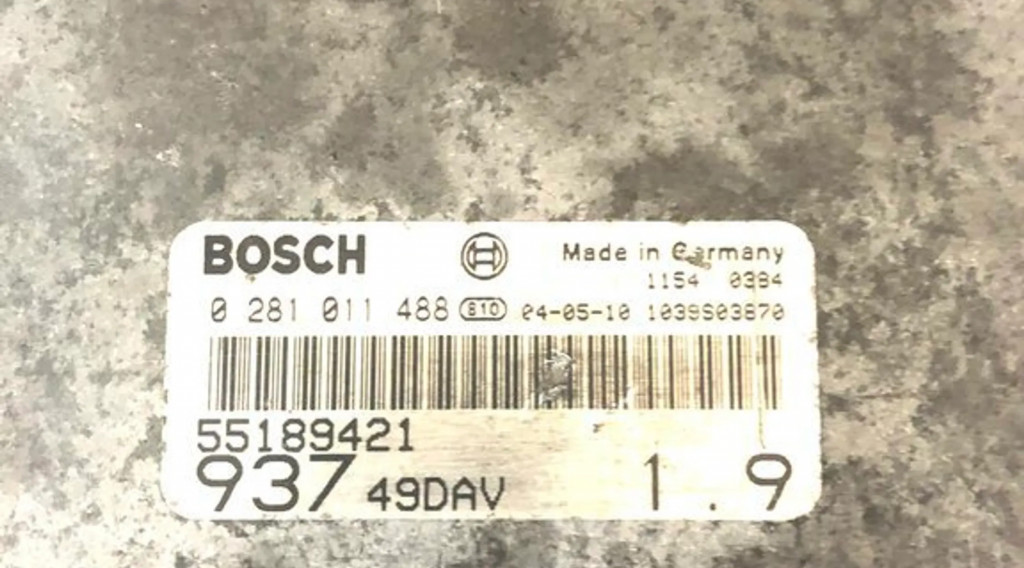 BOSCH Made in Germany
1154 0384
0 281 011 488 S10 04-05-10 1039S03870
55189421
937 49DAV 1.9